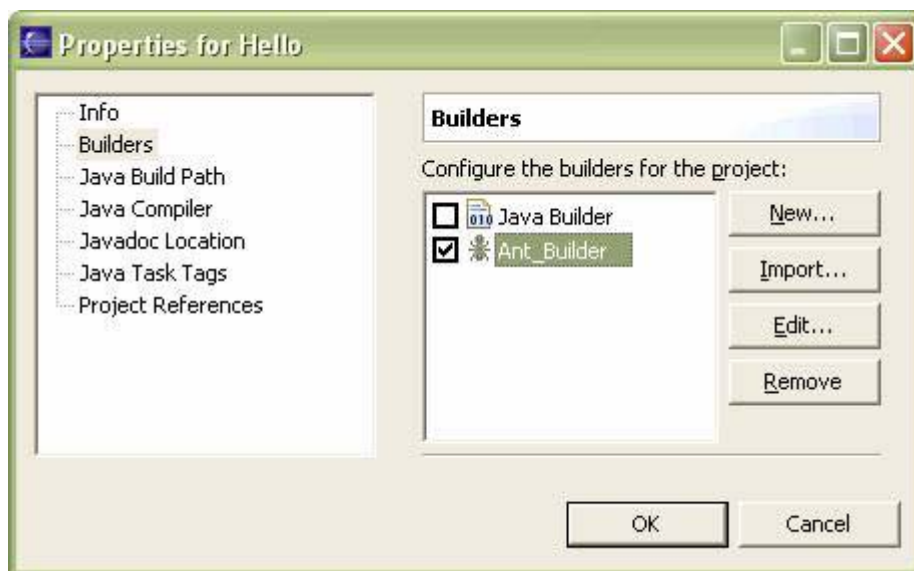 Properties for Hello
Info
Builders
Java Build Path
Java Compiler
Javadoc Location
Java Task Tags
Project References
Builders
Configure the builders for the project:
010 Java Builder
Ant_Builder
New...
Import...
Edit...
Remove
OK
Cancel